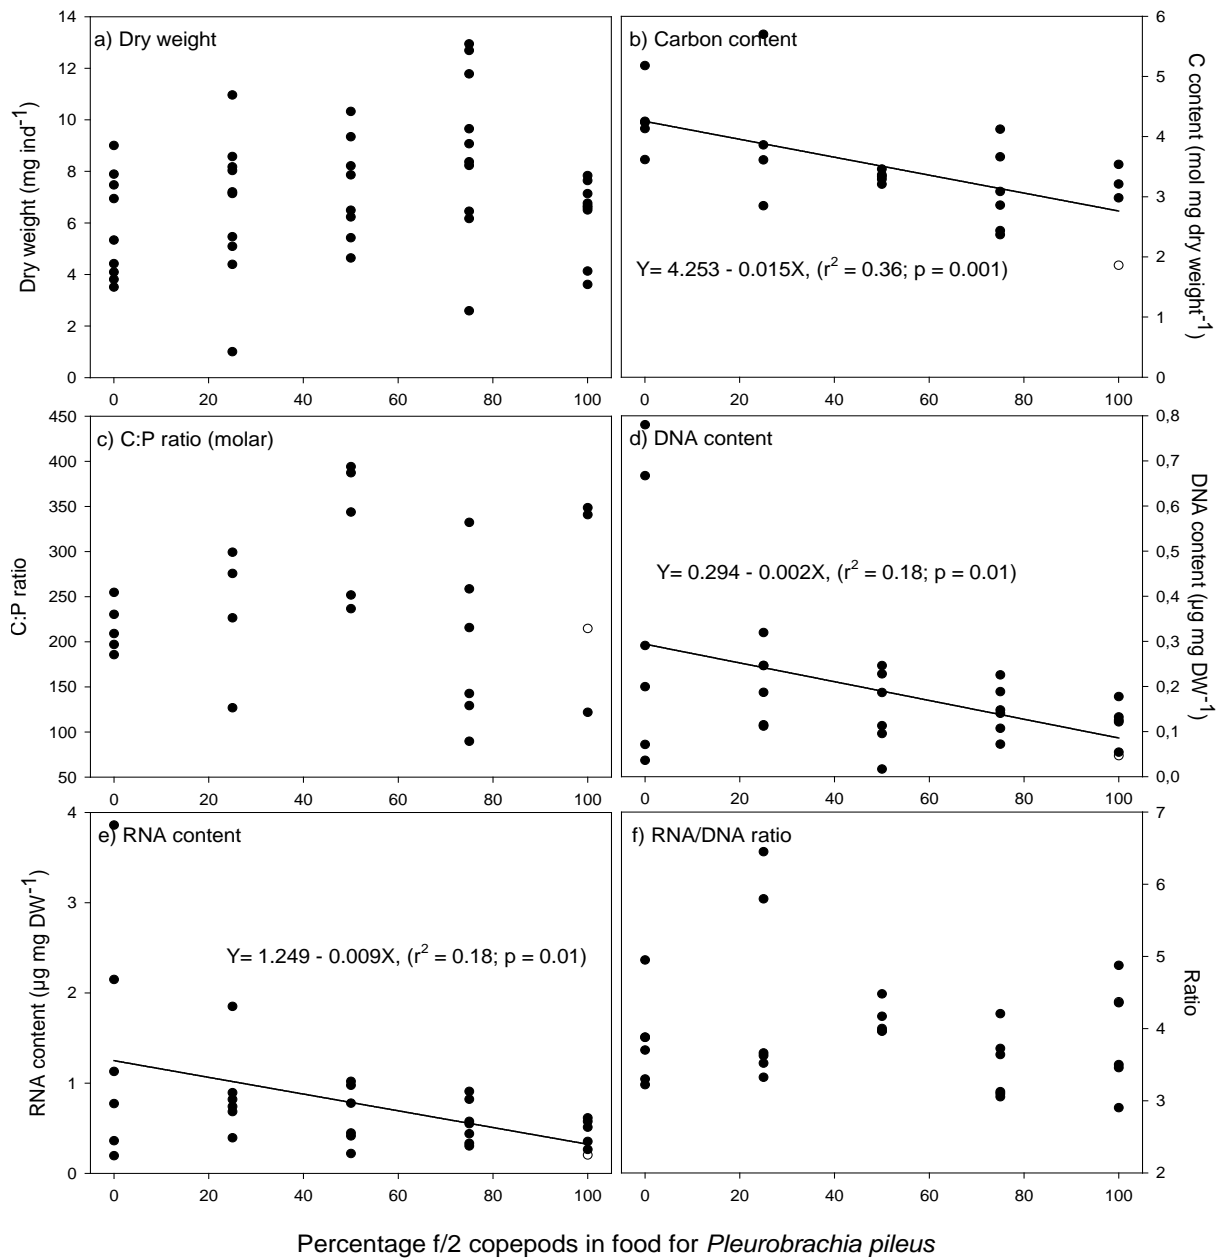 a) Dry weight
Dry weight (mg ind⁻¹)
14
12
10
8
6
4
2
0
0 20 40 60 80 100
b) Carbon content
Y= 4.253 - 0.015X, (r² = 0.36; p = 0.001)
6
5
4
3
2
1
0
C content (mol mg dry weight⁻¹)
0 20 40 60 80 100
c) C:P ratio (molar)
C:P ratio
450
400
350
300
250
200
150
100
50
0 20 40 60 80 100
d) DNA content
Y= 0.294 - 0.002X, (r² = 0.18; p = 0.01)
0,8
0,7
0,6
0,5
0,4
0,3
0,2
0,1
0,0
DNA content (µg mg DW⁻¹)
0 20 40 60 80 100
e) RNA content
RNA content (µg mg DW⁻¹)
4
3
2
1
0
Y= 1.249 - 0.009X, (r² = 0.18; p = 0.01)
0 20 40 60 80 100
f) RNA/DNA ratio
7
6
5
4
3
2
Ratio
0 20 40 60 80 100
Percentage f/2 copepods in food for Pleurobrachia pileus